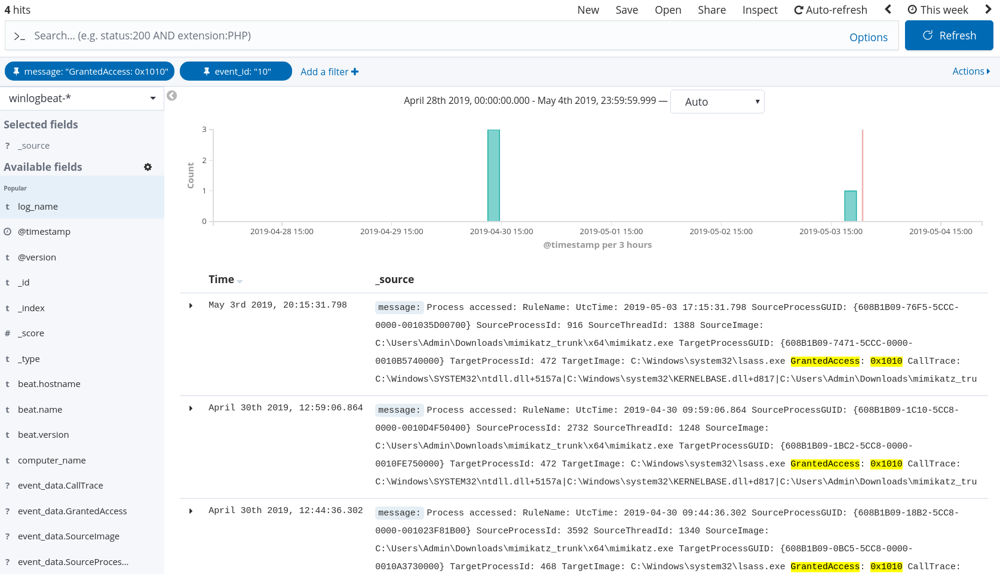 4 hits
New Save Open Share Inspect Auto-refresh This week
>_ Search... (e.g. status:200 AND extension:PHP) Options Refresh
message: "GrantedAccess: 0x1010" event_id: "10" Add a filter Actions
winlogbeat-*
April 28th 2019, 00:00:00.000 - May 4th 2019, 23:59:59.999 — Auto
Selected fields
? _source
Available fields
Popular
t log_name
@timestamp
t @version
t _id
t _index
# _score
t _type
t beat.hostname
t beat.name
t beat.version
t computer_name
? event_data.CallTrace
? event_data.GrantedAccess
? event_data.SourceImage
? event_data.SourceProces...
Count
3
2
1
0
2019-04-28 15:00 2019-04-29 15:00 2019-04-30 15:00 2019-05-01 15:00 2019-05-02 15:00 2019-05-03 15:00 2019-05-04 15:00
@timestamp per 3 hours
Time _source
May 3rd 2019, 20:15:31.798 message: Process accessed: RuleName: UtcTime: 2019-05-03 17:15:31.798 SourceProcessGUID: {608B1B09-76F5-5CCC-
0000-001035D00700} SourceProcessId: 916 SourceThreadId: 1388 SourceImage:
C:\Users\Admin\Downloads\mimikatz_trunk\x64\mimikatz.exe TargetProcessGUID: {608B1B09-7471-5CCC-0000-
0010B5740000} TargetProcessId: 472 TargetImage: C:\Windows\system32\lsass.exe GrantedAccess: 0x1010 CallTrace:
C:\Windows\SYSTEM32\ntdll.dll+5157a|C:\Windows\system32\KERNELBASE.dll+d817|C:\Users\Admin\Downloads\mimikatz_tru
April 30th 2019, 12:59:06.864 message: Process accessed: RuleName: UtcTime: 2019-04-30 09:59:06.864 SourceProcessGUID: {608B1B09-1C10-5CC8-
0000-0010D4F50400} SourceProcessId: 2732 SourceThreadId: 1248 SourceImage:
C:\Users\Admin\Downloads\mimikatz_trunk\x64\mimikatz.exe TargetProcessGUID: {608B1B09-1BC2-5CC8-0000-
0010FE750000} TargetProcessId: 472 TargetImage: C:\Windows\system32\lsass.exe GrantedAccess: 0x1010 CallTrace:
C:\Windows\SYSTEM32\ntdll.dll+5157a|C:\Windows\system32\KERNELBASE.dll+d817|C:\Users\Admin\Downloads\mimikatz_tru
April 30th 2019, 12:44:36.302 message: Process accessed: RuleName: UtcTime: 2019-04-30 09:44:36.302 SourceProcessGUID: {608B1B09-18B2-5CC8-
0000-001023F81B00} SourceProcessId: 3592 SourceThreadId: 1340 SourceImage:
C:\Users\Admin\Downloads\mimikatz_trunk\x64\mimikatz.exe TargetProcessGUID: {608B1B09-0BC5-5CC8-0000-
0010A3730000} TargetProcessId: 468 TargetImage: C:\Windows\system32\lsass.exe GrantedAccess: 0x1010 CallTrace: